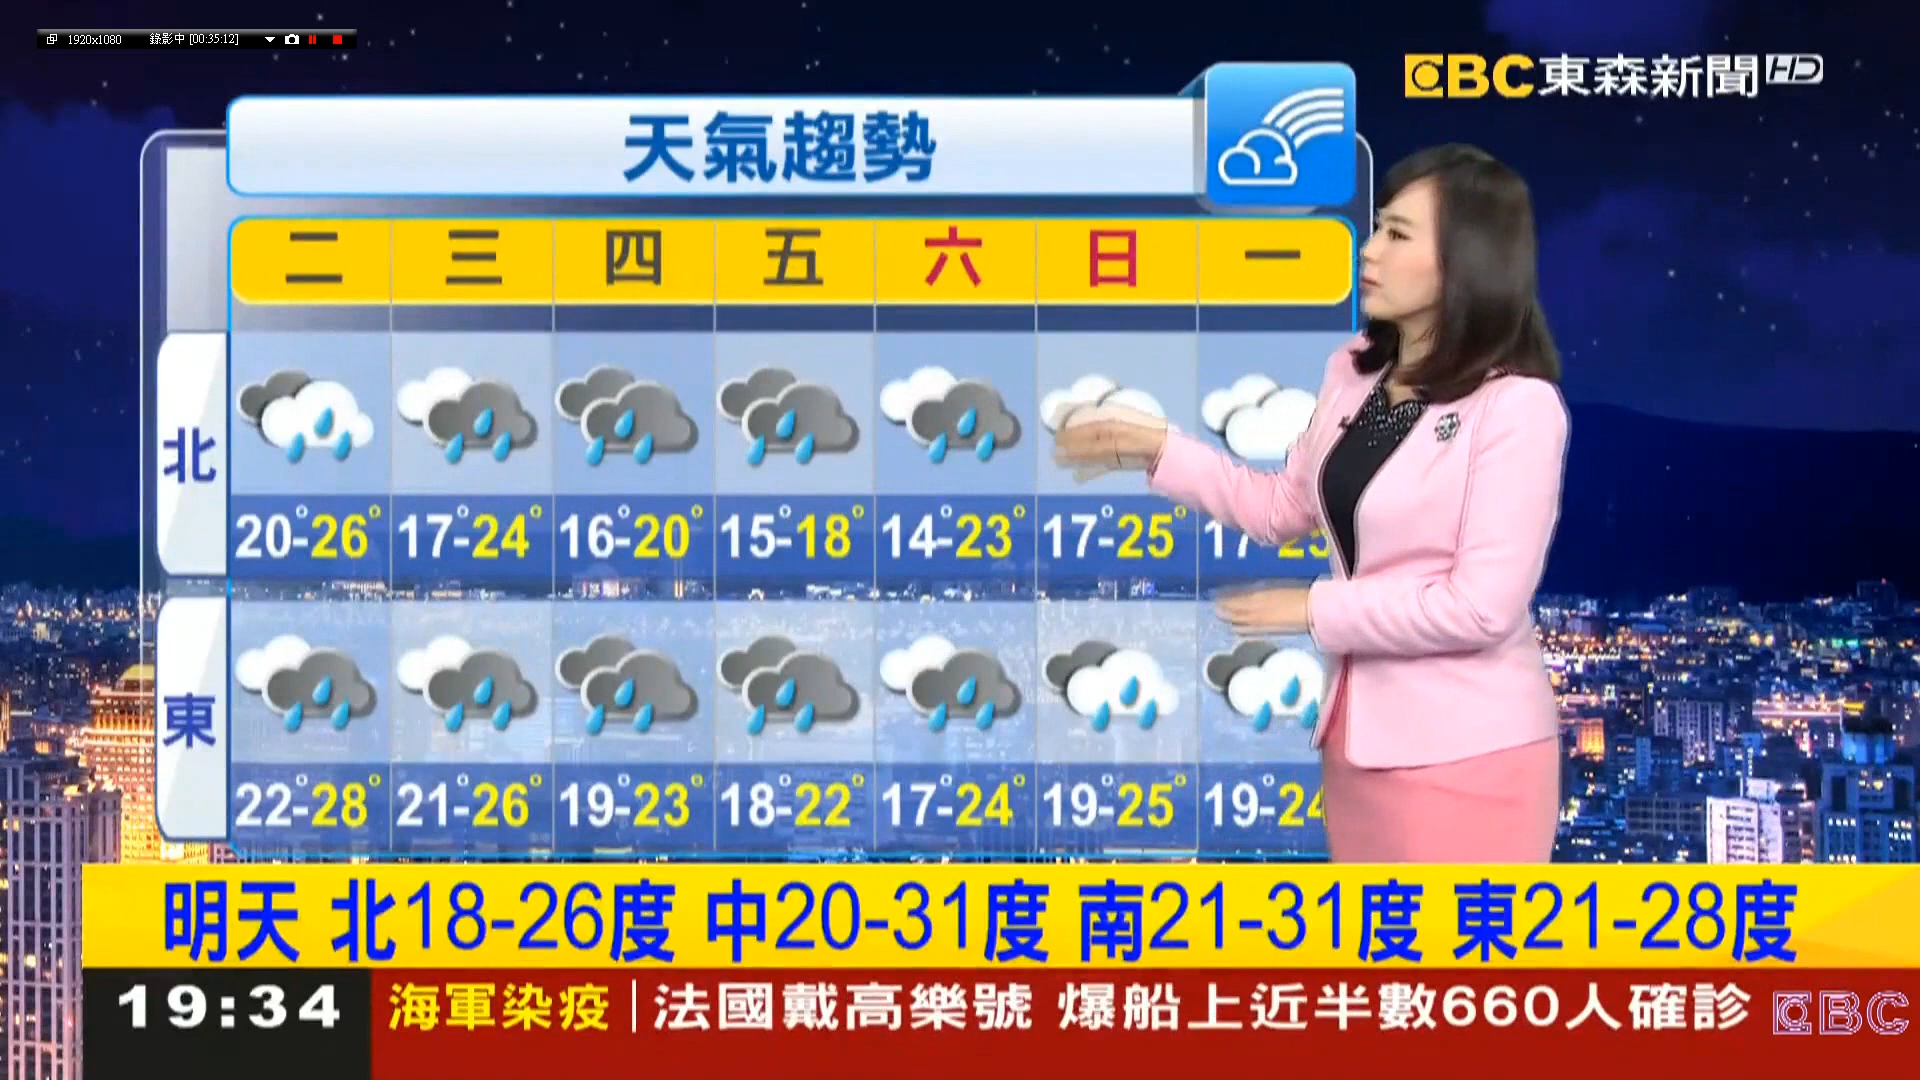 1920x1080 錄影中 [00:35:12]
EBC東森新聞HD
天氣趨勢
二 三 四 五 六 日 一
北
20°-26° 17°-24° 16°-20° 15°-18° 14°-23° 17°-25° 17°-25
東
22°-28° 21°-26° 19°-23° 18°-22° 17°-24° 19°-25° 19°-24
明天 北18-26度 中20-31度 南21-31度 東21-28度
19:34 海軍染疫|法國戴高樂號 爆船上近半數660人確診 EBC